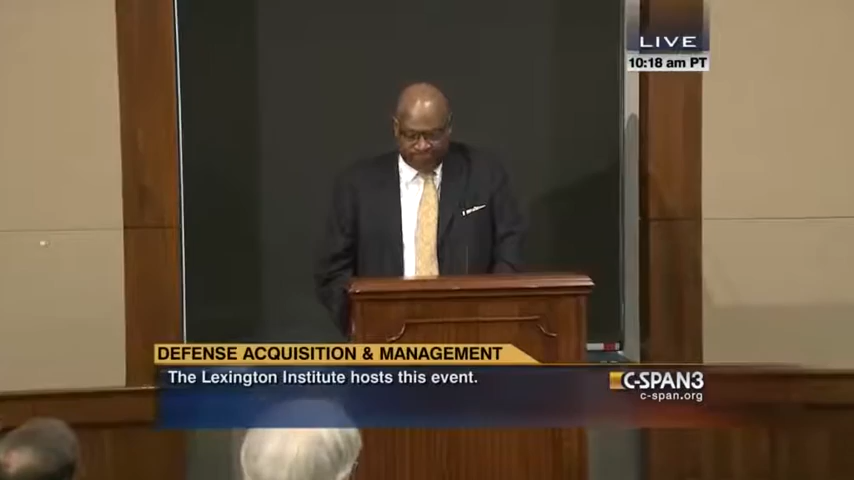 LIVE
10:18 am PT
DEFENSE ACQUISITION & MANAGEMENT
The Lexington Institute hosts this event.
C-SPAN3
c-span.org